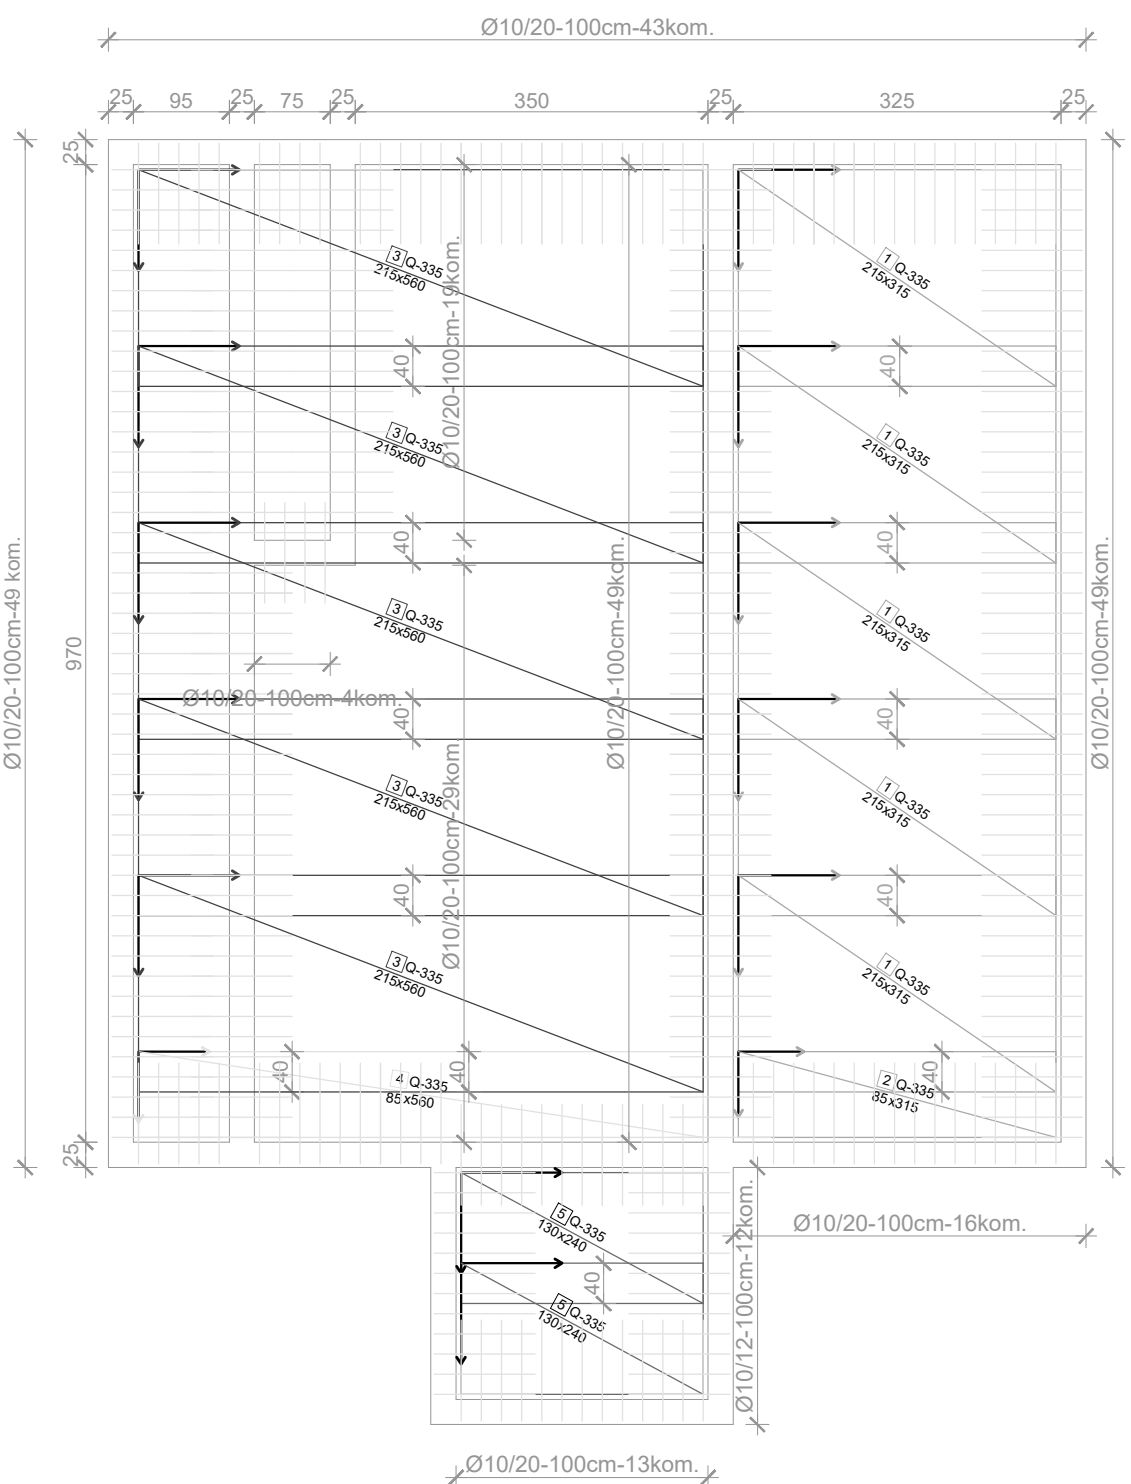 Ø10/20-100cm-43kom.
25 95 25 75 25 350 25 325 25
25
3 Q-335
215x560
1 Q-335
215x315
Ø10/20-100cm-19kom.
40
40
3 Q-335
215x560
1 Q-335
215x315
40
40
Ø10/20-100cm-49 kom.
970
Ø10/20-100cm-49kom.
Ø10/20-100cm-49kom.
3 Q-335
215x560
1 Q-335
215x315
Ø10/20-100cm-4kom.
40
40
3 Q-335
215x560
1 Q-335
215x315
Ø10/20-100cm-29kom.
40
40
3 Q-335
215x560
1 Q-335
215x315
40
40
40
4 Q-335
85x560
2 Q-335
85x315
25
5 Q-335
130x240
Ø10/20-100cm-16kom.
40
Ø10/12-100cm-12kom.
5 Q-335
130x240
Ø10/20-100cm-13kom.